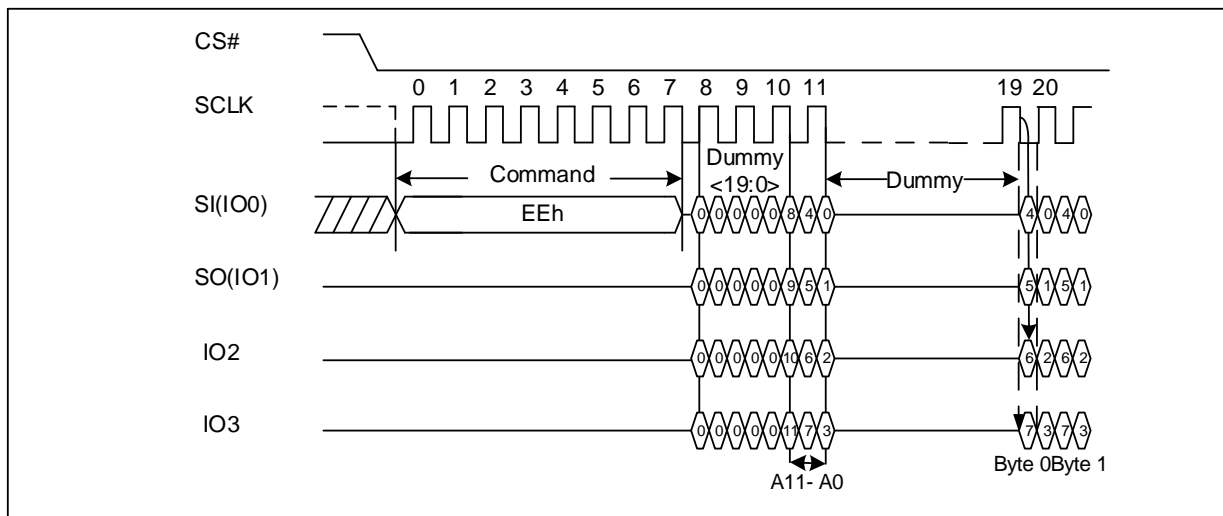 CS#
0 1 2 3 4 5 6 7 8 9 10 11 19 20
SCLK
Command
Dummy
<19:0>
Dummy
SI(IO0)
EEh
0 0 0 0 0 8 4 0 4 0 4 0
SO(IO1)
0 0 0 0 0 9 5 1 5 1 5 1
IO2
0 0 0 0 0 10 6 2 6 2 6 2
IO3
0 0 0 0 0 11 7 3 7 3 7 3
Byte 0Byte 1
A11- A0